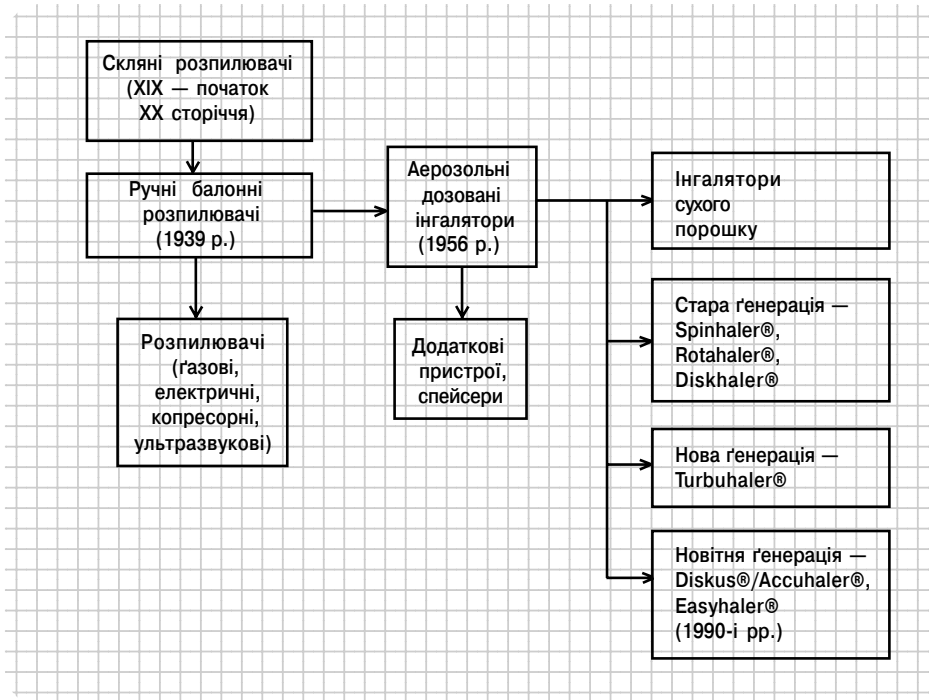 Скляні розпилювачі
(XIX — початок
XX сторіччя)
Ручні балонні
розпилювачі
(1939 р.)
Розпилювачі
(ґазові,
електричні,
копресорні,
ультразвукові)
Аерозольні
дозовані
інгалятори
(1956 р.)
Додаткові
пристрої,
спейсери
Інгалятори
сухого
порошку
Стара ґенерація —
Spinhaler®,
Rotahaler®,
Diskhaler®
Нова ґенерація —
Turbuhaler®
Новітня ґенерація —
Diskus®/Accuhaler®,
Easyhaler®
(1990-і рр.)